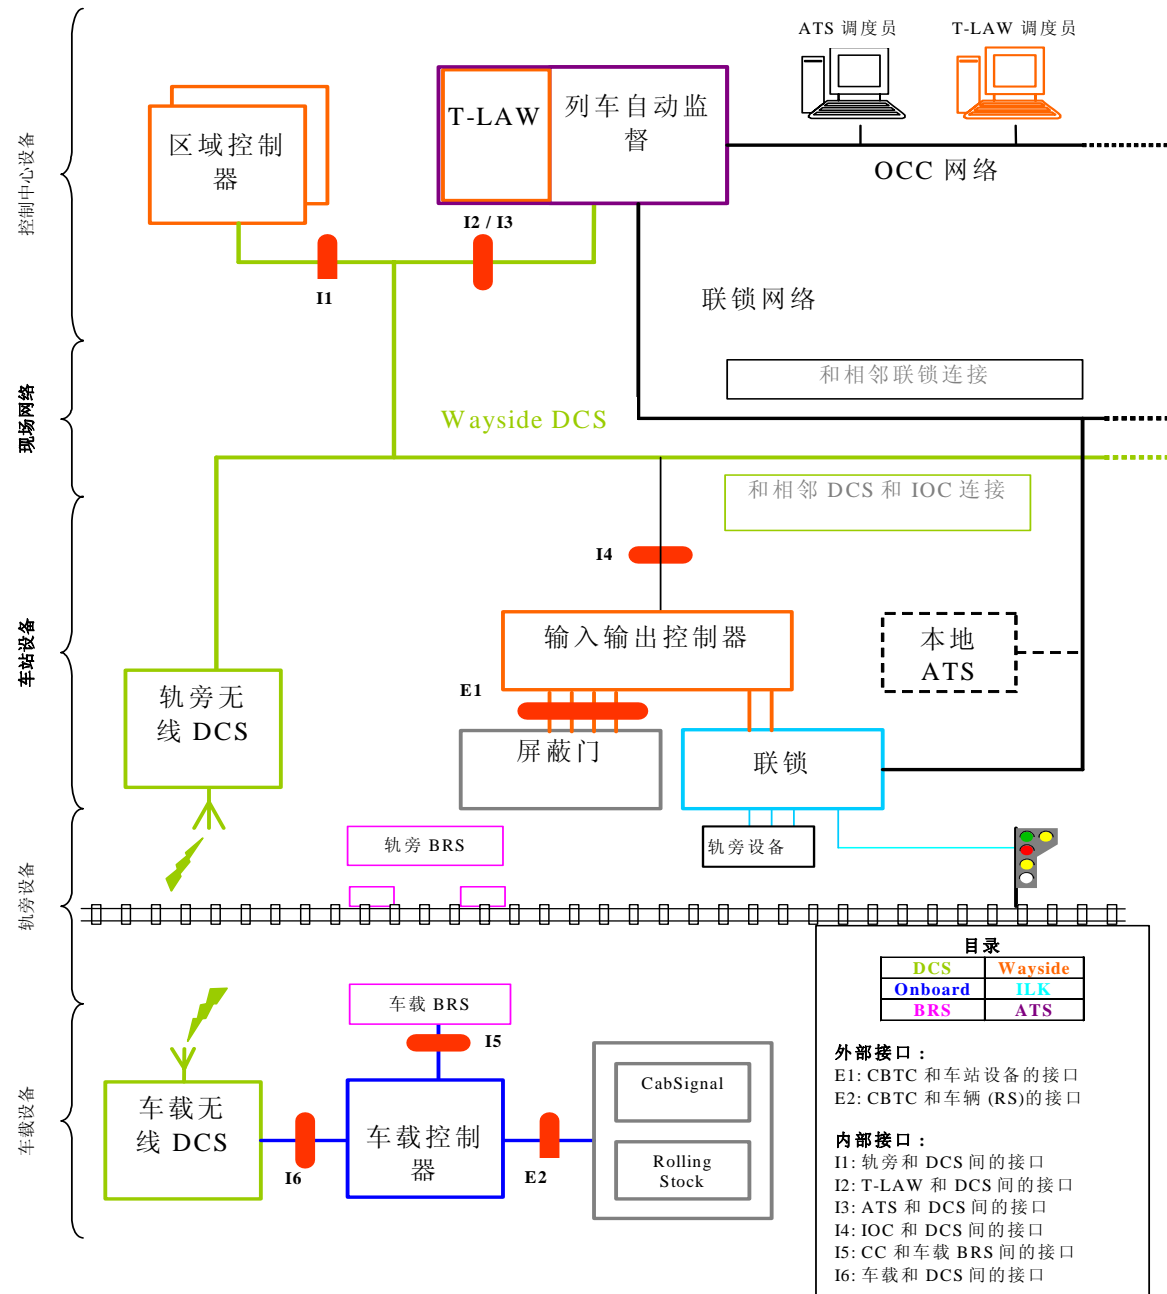 ATS 调度员
T-LAW 调度员
区域控制
器
T-LAW
列车自动监
督
OCC 网络
控制中心设备
I2 / I3
I1
联锁网络
和相邻联锁连接
现场网络
Wayside DCS
和相邻 DCS 和 IOC 连接
I4
车站设备
输入输出控制器
本地
ATS
轨旁无
线 DCS
E1
屏蔽门
联锁
轨旁设备
轨旁 BRS
轨旁设备
目录
DCS Wayside
Onboard ILK
BRS ATS
车载 BRS
I5
车载设备
车载无
线 DCS
I6
车载控制
器
E2
CabSignal
Rolling
Stock
外部接口：
E1: CBTC 和车站设备的接口
E2: CBTC 和车辆 (RS)的接口
内部接口：
I1: 轨旁和 DCS 间的接口
I2: T-LAW 和 DCS 间的接口
I3: ATS 和 DCS 间的接口
I4: IOC 和 DCS 间的接口
I5: CC 和车载 BRS 间的接口
I6: 车载和 DCS 间的接口